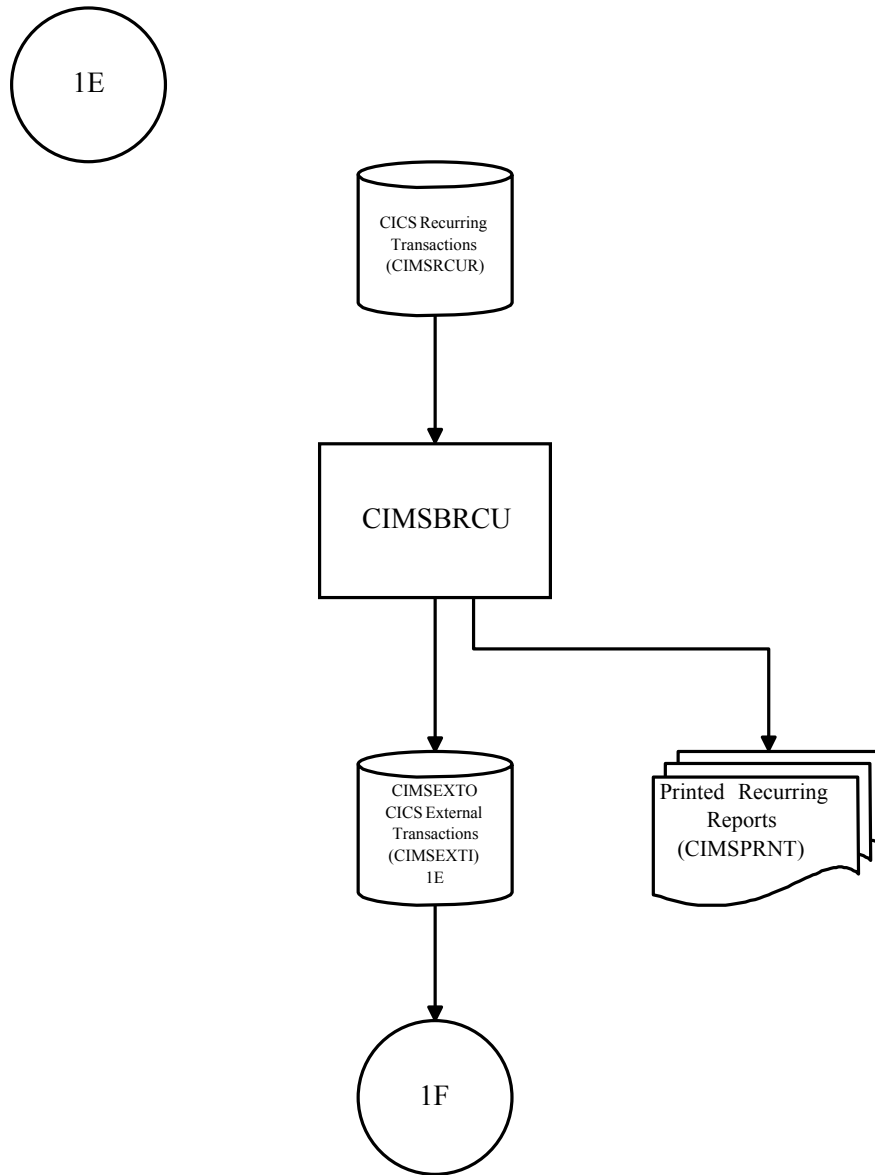 1E
CICS Recurring
Transactions
(CIMSRCUR)
CIMSBRCU
CIMSEXTO
CICS External
Transactions
(CIMSEXTI)
1E
Printed Recurring
Reports
(CIMSPRNT)
1F